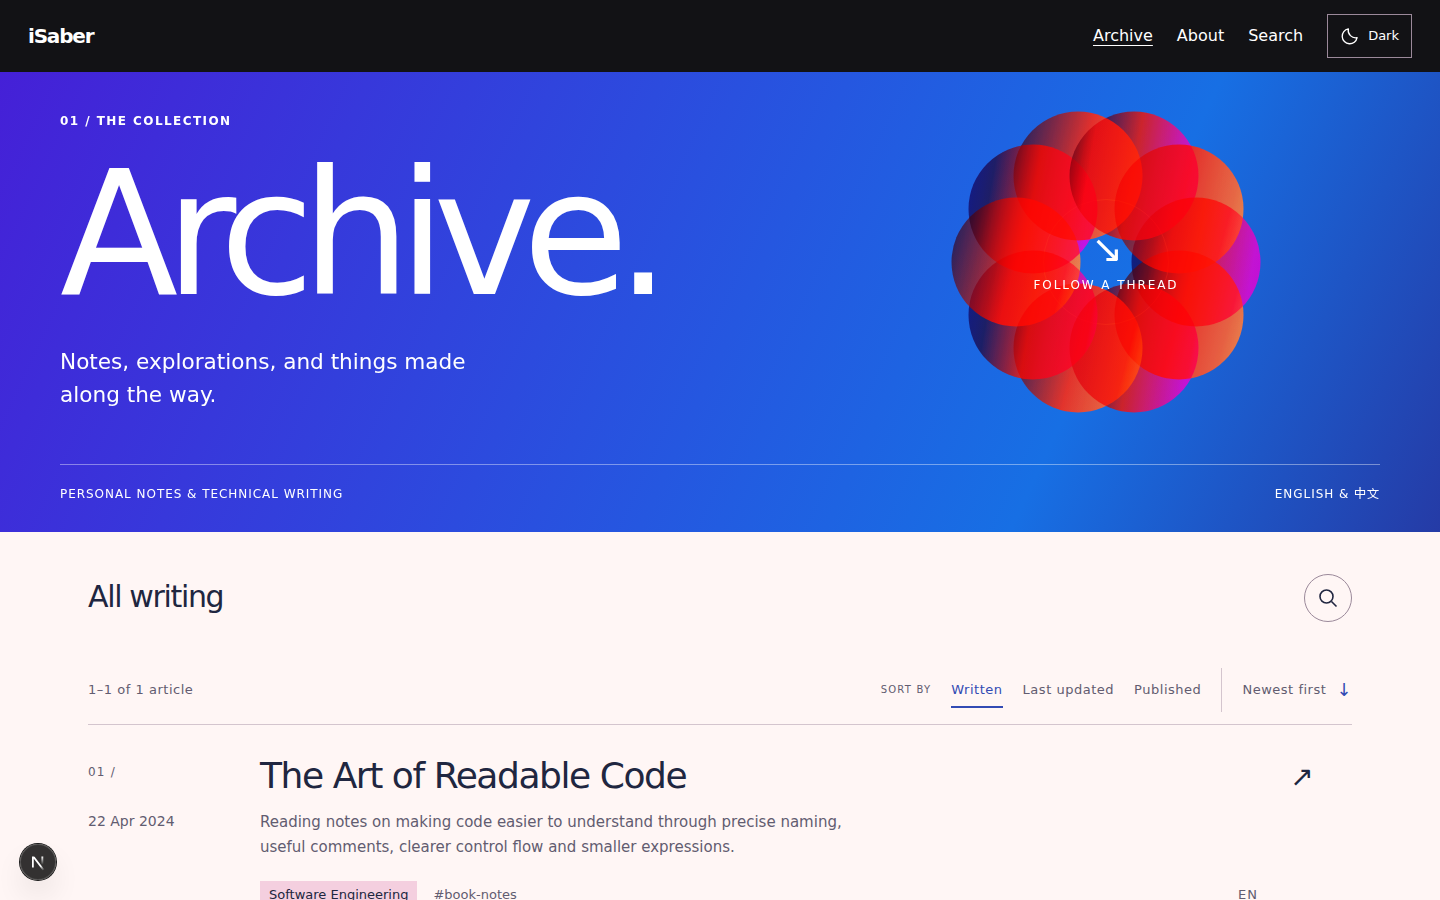 iSaber
Archive About Search Dark
01 / THE COLLECTION
Archive.
Notes, explorations, and things made
along the way.
FOLLOW A THREAD
PERSONAL NOTES & TECHNICAL WRITING
ENGLISH & 中文
All writing
1–1 of 1 article
SORT BY Written Last updated Published Newest first ↓
01 /
The Art of Readable Code
22 Apr 2024
Reading notes on making code easier to understand through precise naming,
useful comments, clearer control flow and smaller expressions.
Software Engineering #book-notes
EN
N